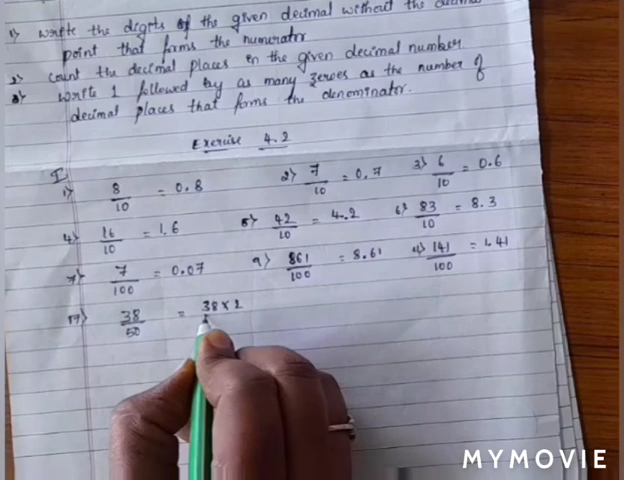 1) write the digits of the given decimal without the decimal
point that forms the numerator
2) count the decimal places in the given decimal number
3) write 1 followed by as many zeroes as the number of
decimal places that forms the denominator.
Exercise 4.2
I
1) 8/10 = 0.8 2) 7/10 = 0.7 3) 6/10 = 0.6
4) 16/10 = 1.6 5) 42/10 = 4.2 6) 83/10 = 8.3
7) 7/100 = 0.07 9) 861/100 = 8.61 141/100 = 1.41
38/50 = 38 × 2
MYMOVIE